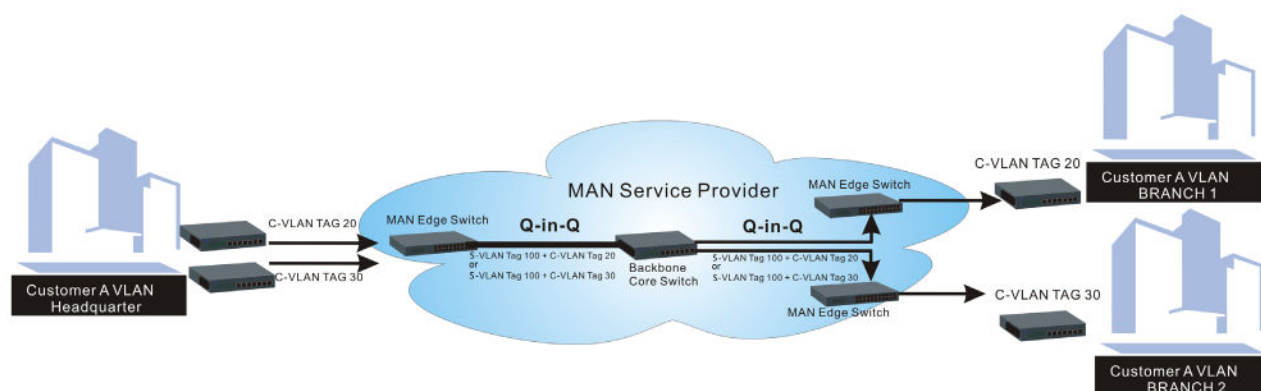 C-VLAN TAG 20
C-VLAN TAG 30
Customer A VLAN
Headquarter
MAN Service Provider
MAN Edge Switch
Q-in-Q
S-VLAN Tag 100 + C-VLAN Tag 20
or
S-VLAN Tag 100 + C-VLAN Tag 30
Backbone
Core Switch
Q-in-Q
S-VLAN Tag 100 + C-VLAN Tag 20
or
S-VLAN Tag 100 + C-VLAN Tag 30
MAN Edge Switch
MAN Edge Switch
C-VLAN TAG 20
Customer A VLAN
BRANCH 1
C-VLAN TAG 30
Customer A VLAN
BRANCH 2